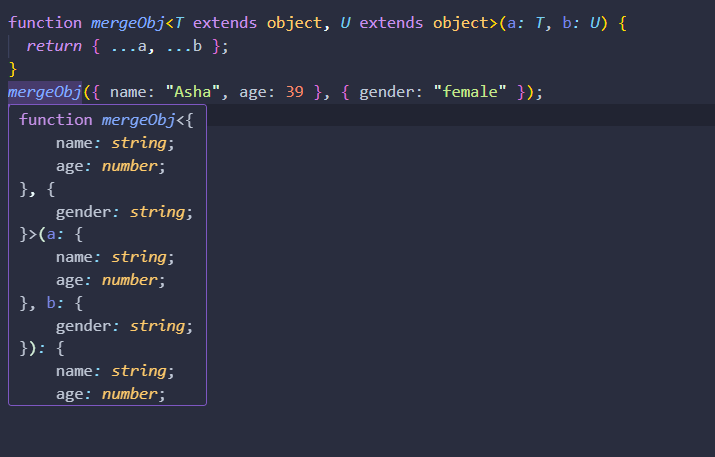 function mergeObj<T extends object, U extends object>(a: T, b: U) {
  return { ...a, ...b };
}
mergeObj({ name: "Asha", age: 39 }, { gender: "female" });
function mergeObj<{
    name: string;
    age: number;
}, {
    gender: string;
}>(a: {
    name: string;
    age: number;
}, b: {
    gender: string;
}): {
    name: string;
    age: number;